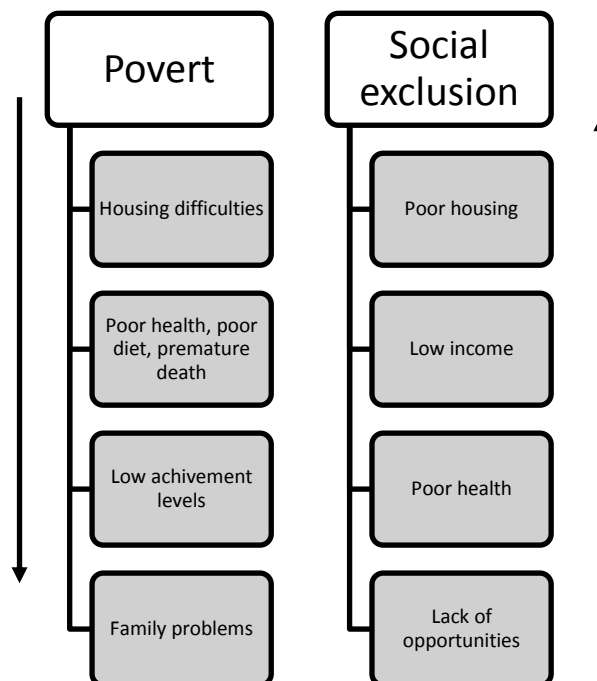 Povert
Housing difficulties
Poor health, poor
diet, premature
death
Low achivement
levels
Family problems
Social
exclusion
Poor housing
Low income
Poor health
Lack of
opportunities